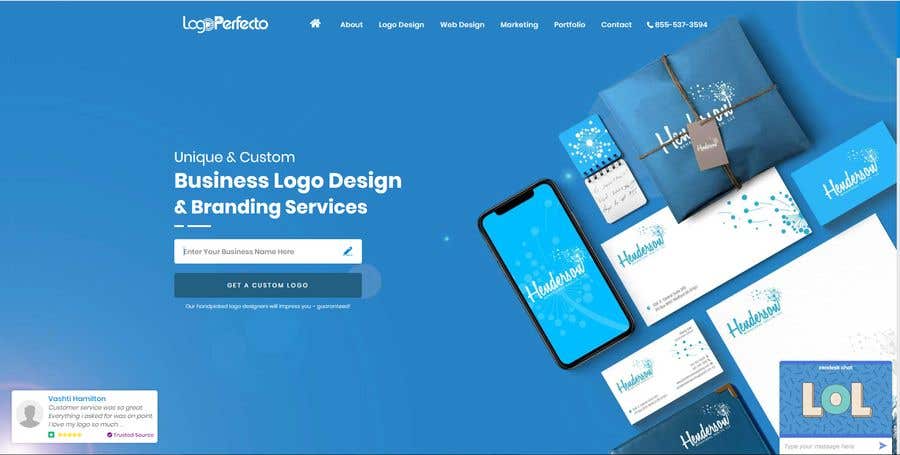 LogoPerfecto
About Logo Design Web Design Marketing Portfolio Contact 855-537-3594
Unique & Custom
Business Logo Design
& Branding Services
Enter Your Business Name Here
GET A CUSTOM LOGO
Our handpicked logo designers will impress you - guaranteed!
Henderson
Henderson
Henderson
Henderson
Henderson
Henderson
Henderson
Henderson
Vashti Hamilton
Customer service was so great.
Everything i asked for was on point
I love my logo so much ...
Trusted Source
zendesk chat
LOL
Type your message here